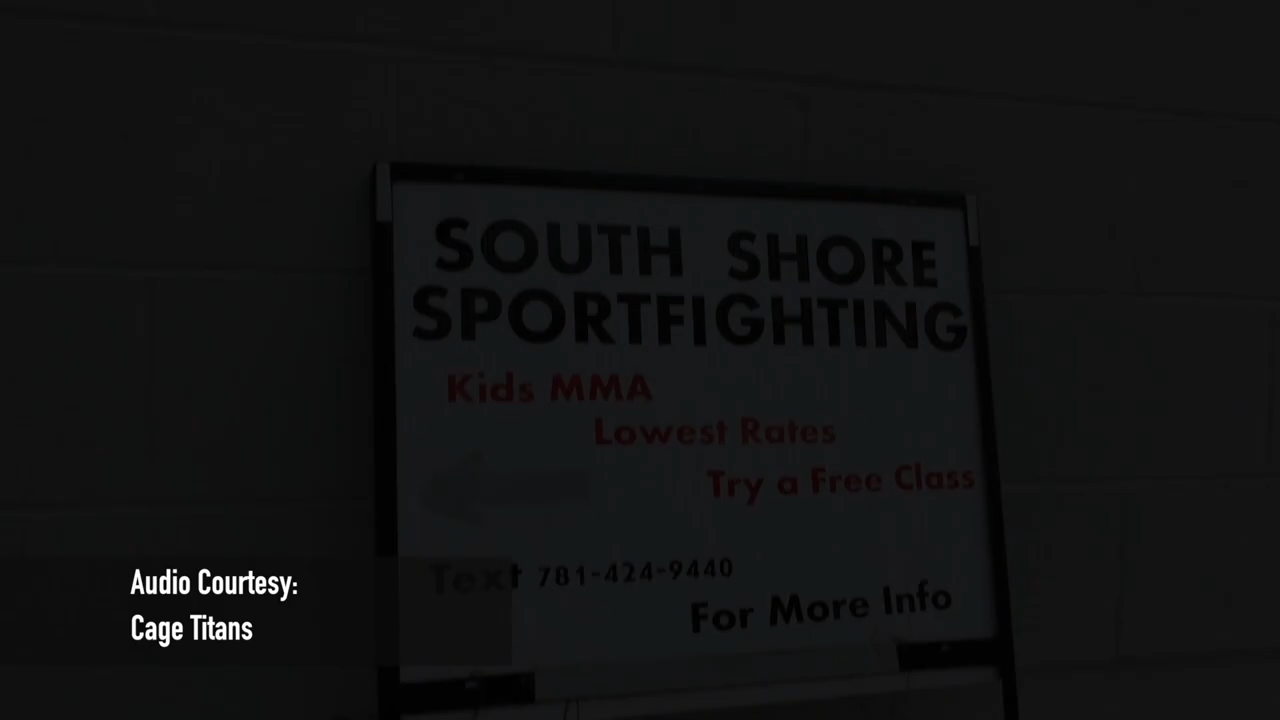 SOUTH SHORE
SPORTFIGHTING
Kids MMA
Lowest Rates
Try a Free Class
Text 781-424-9440
For More Info
Audio Courtesy:
Cage Titans